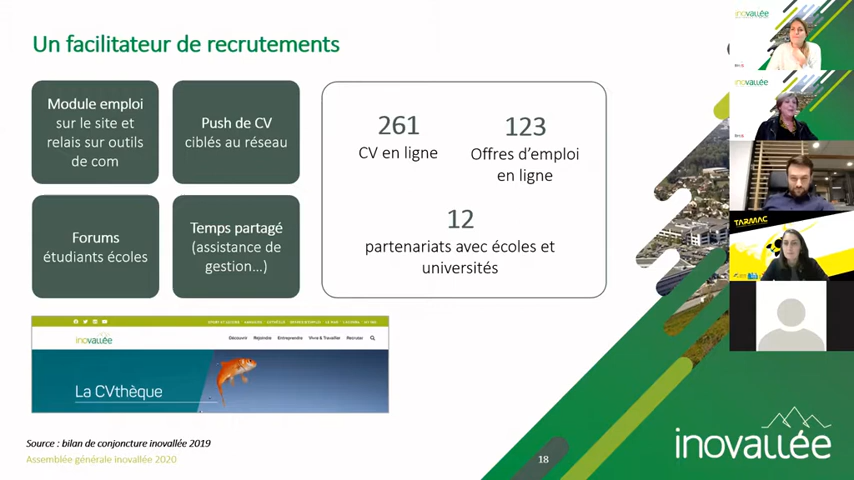 Un facilitateur de recrutements
Module emploi
sur le site et
relais sur outils
de com
Push de CV
ciblés au réseau
Forums
étudiants écoles
Temps partagé
(assistance de
gestion…)
261
CV en ligne
123
Offres d'emploi
en ligne
12
partenariats avec écoles et
universités
inovallée
Découvrir Rejoindre Entreprendre Vivre & Travailler Recruter
La CVthèque
Source : bilan de conjoncture inovallée 2019
Assemblée générale inovallée 2020
18
inovallée
inovallée
inovallée
TARMAC